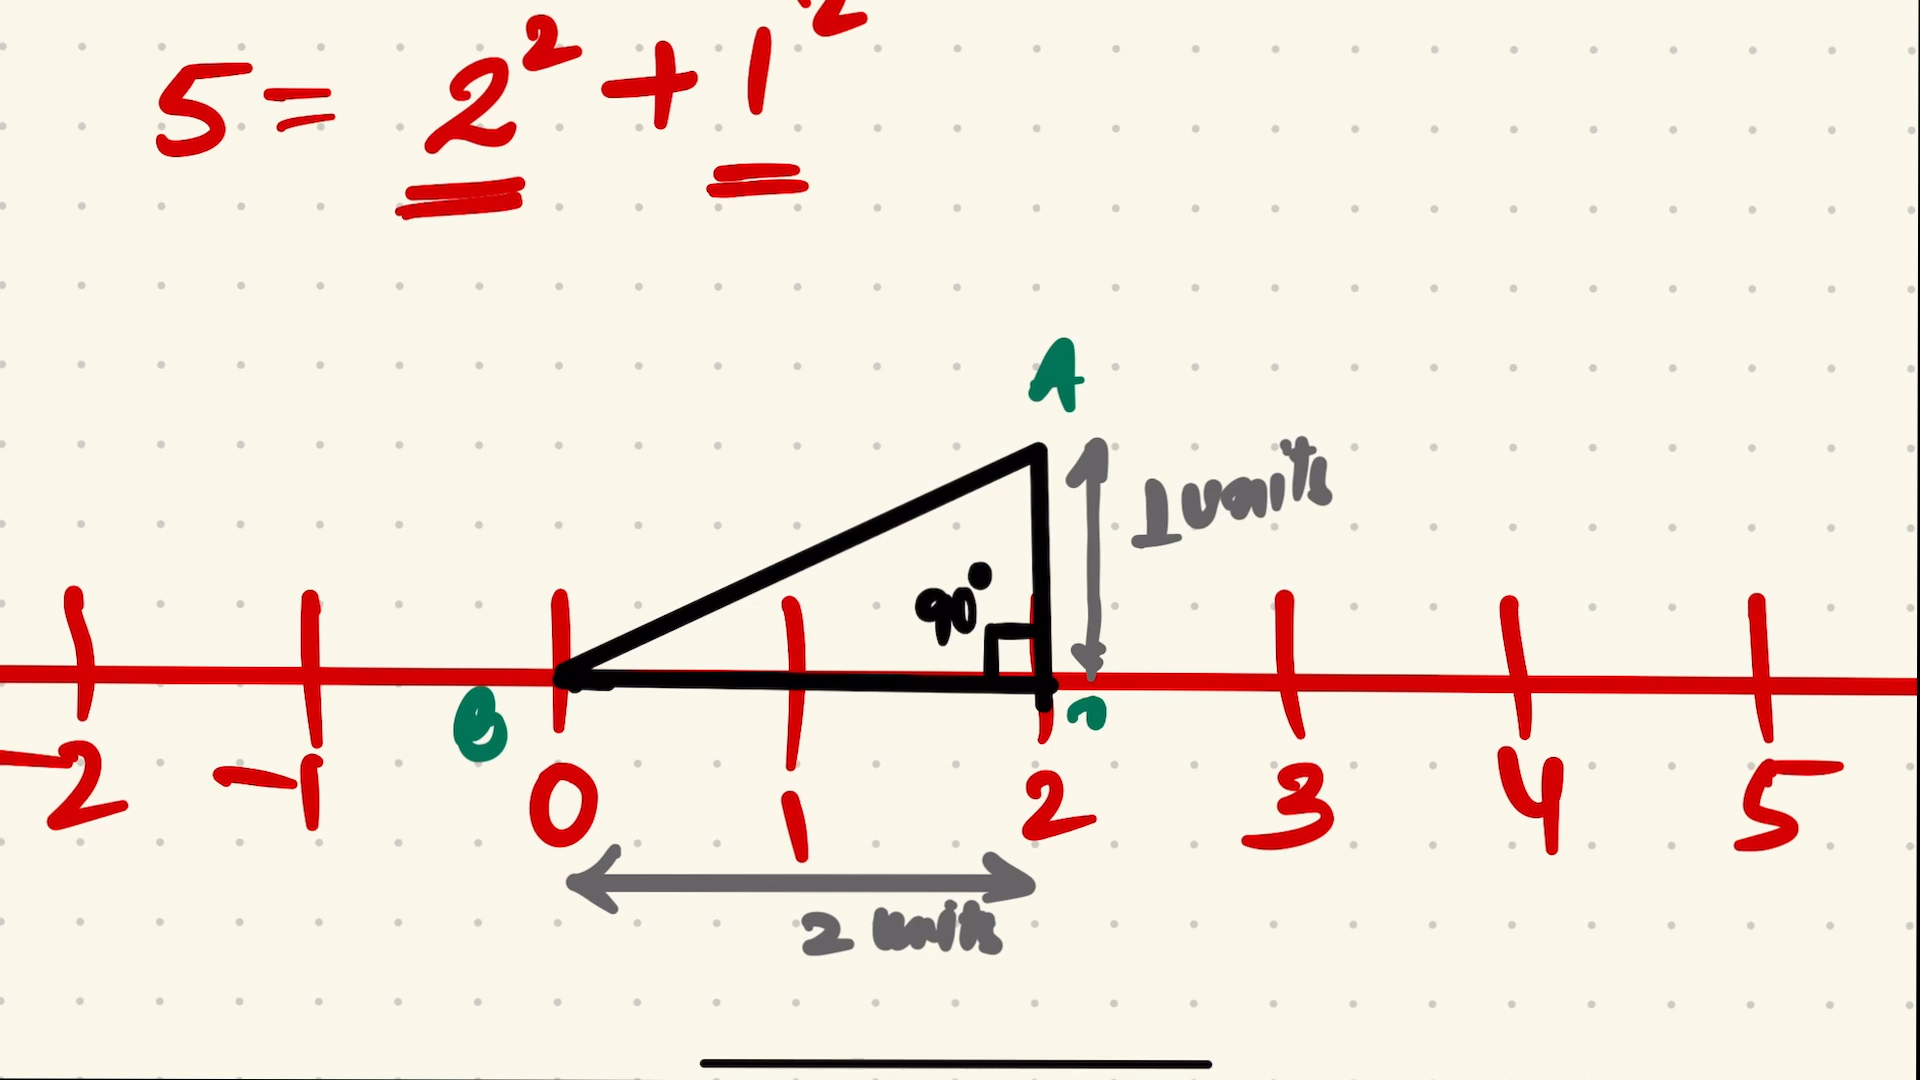 5 = 2² + 1²
A
1 units
90°
B
-2 -1 0 1 2 3 4 5
2 units